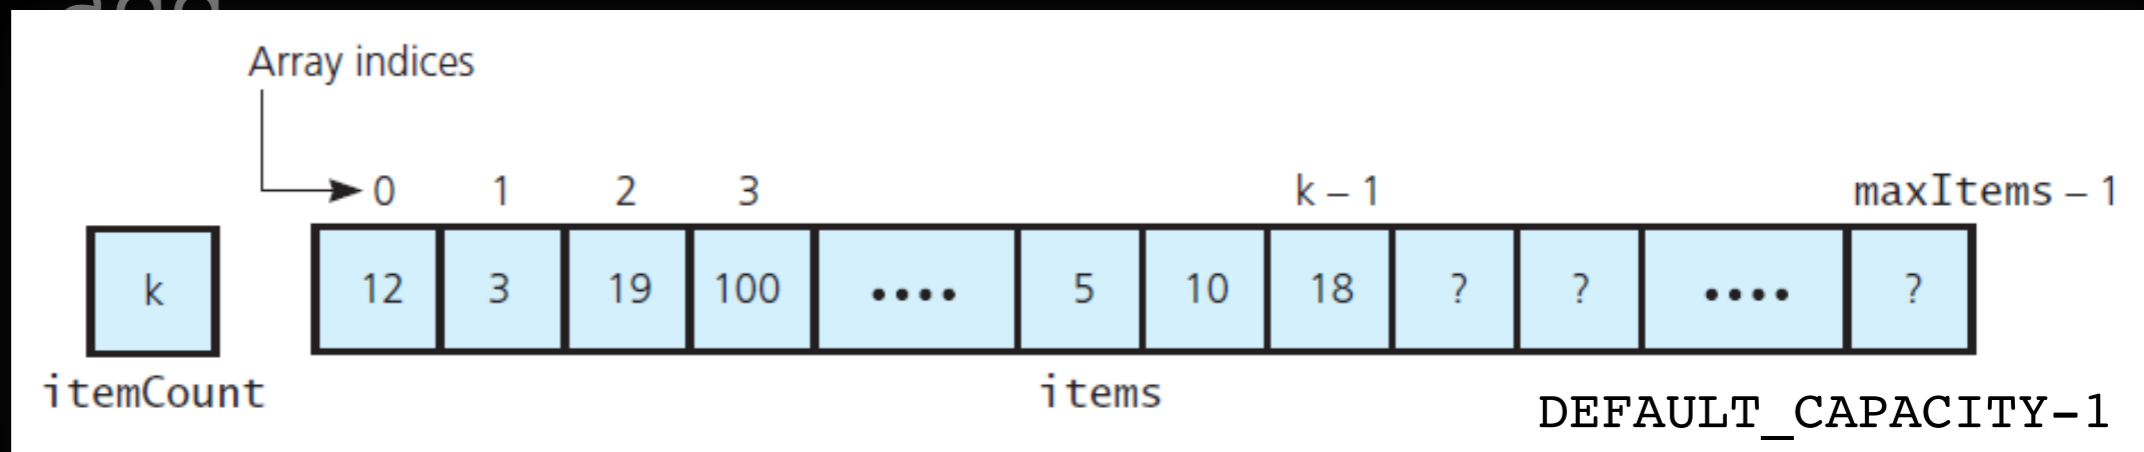 Array indices
0 1 2 3 k – 1 maxItems – 1
k 12 3 19 100 •••• 5 10 18 ? ? •••• ?
itemCount items
DEFAULT_CAPACITY-1